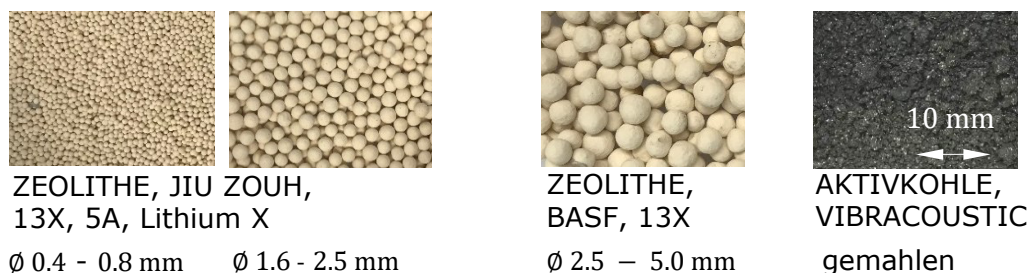 10 mm
ZEOLITHE, JIU ZOUH,
13X, 5A, Lithium X
Ø 0.4 - 0.8 mm
Ø 1.6 - 2.5 mm
ZEOLITHE,
BASF, 13X
Ø 2.5 – 5.0 mm
AKTIVKOHLE,
VIBRACOUSTIC
gemahlen